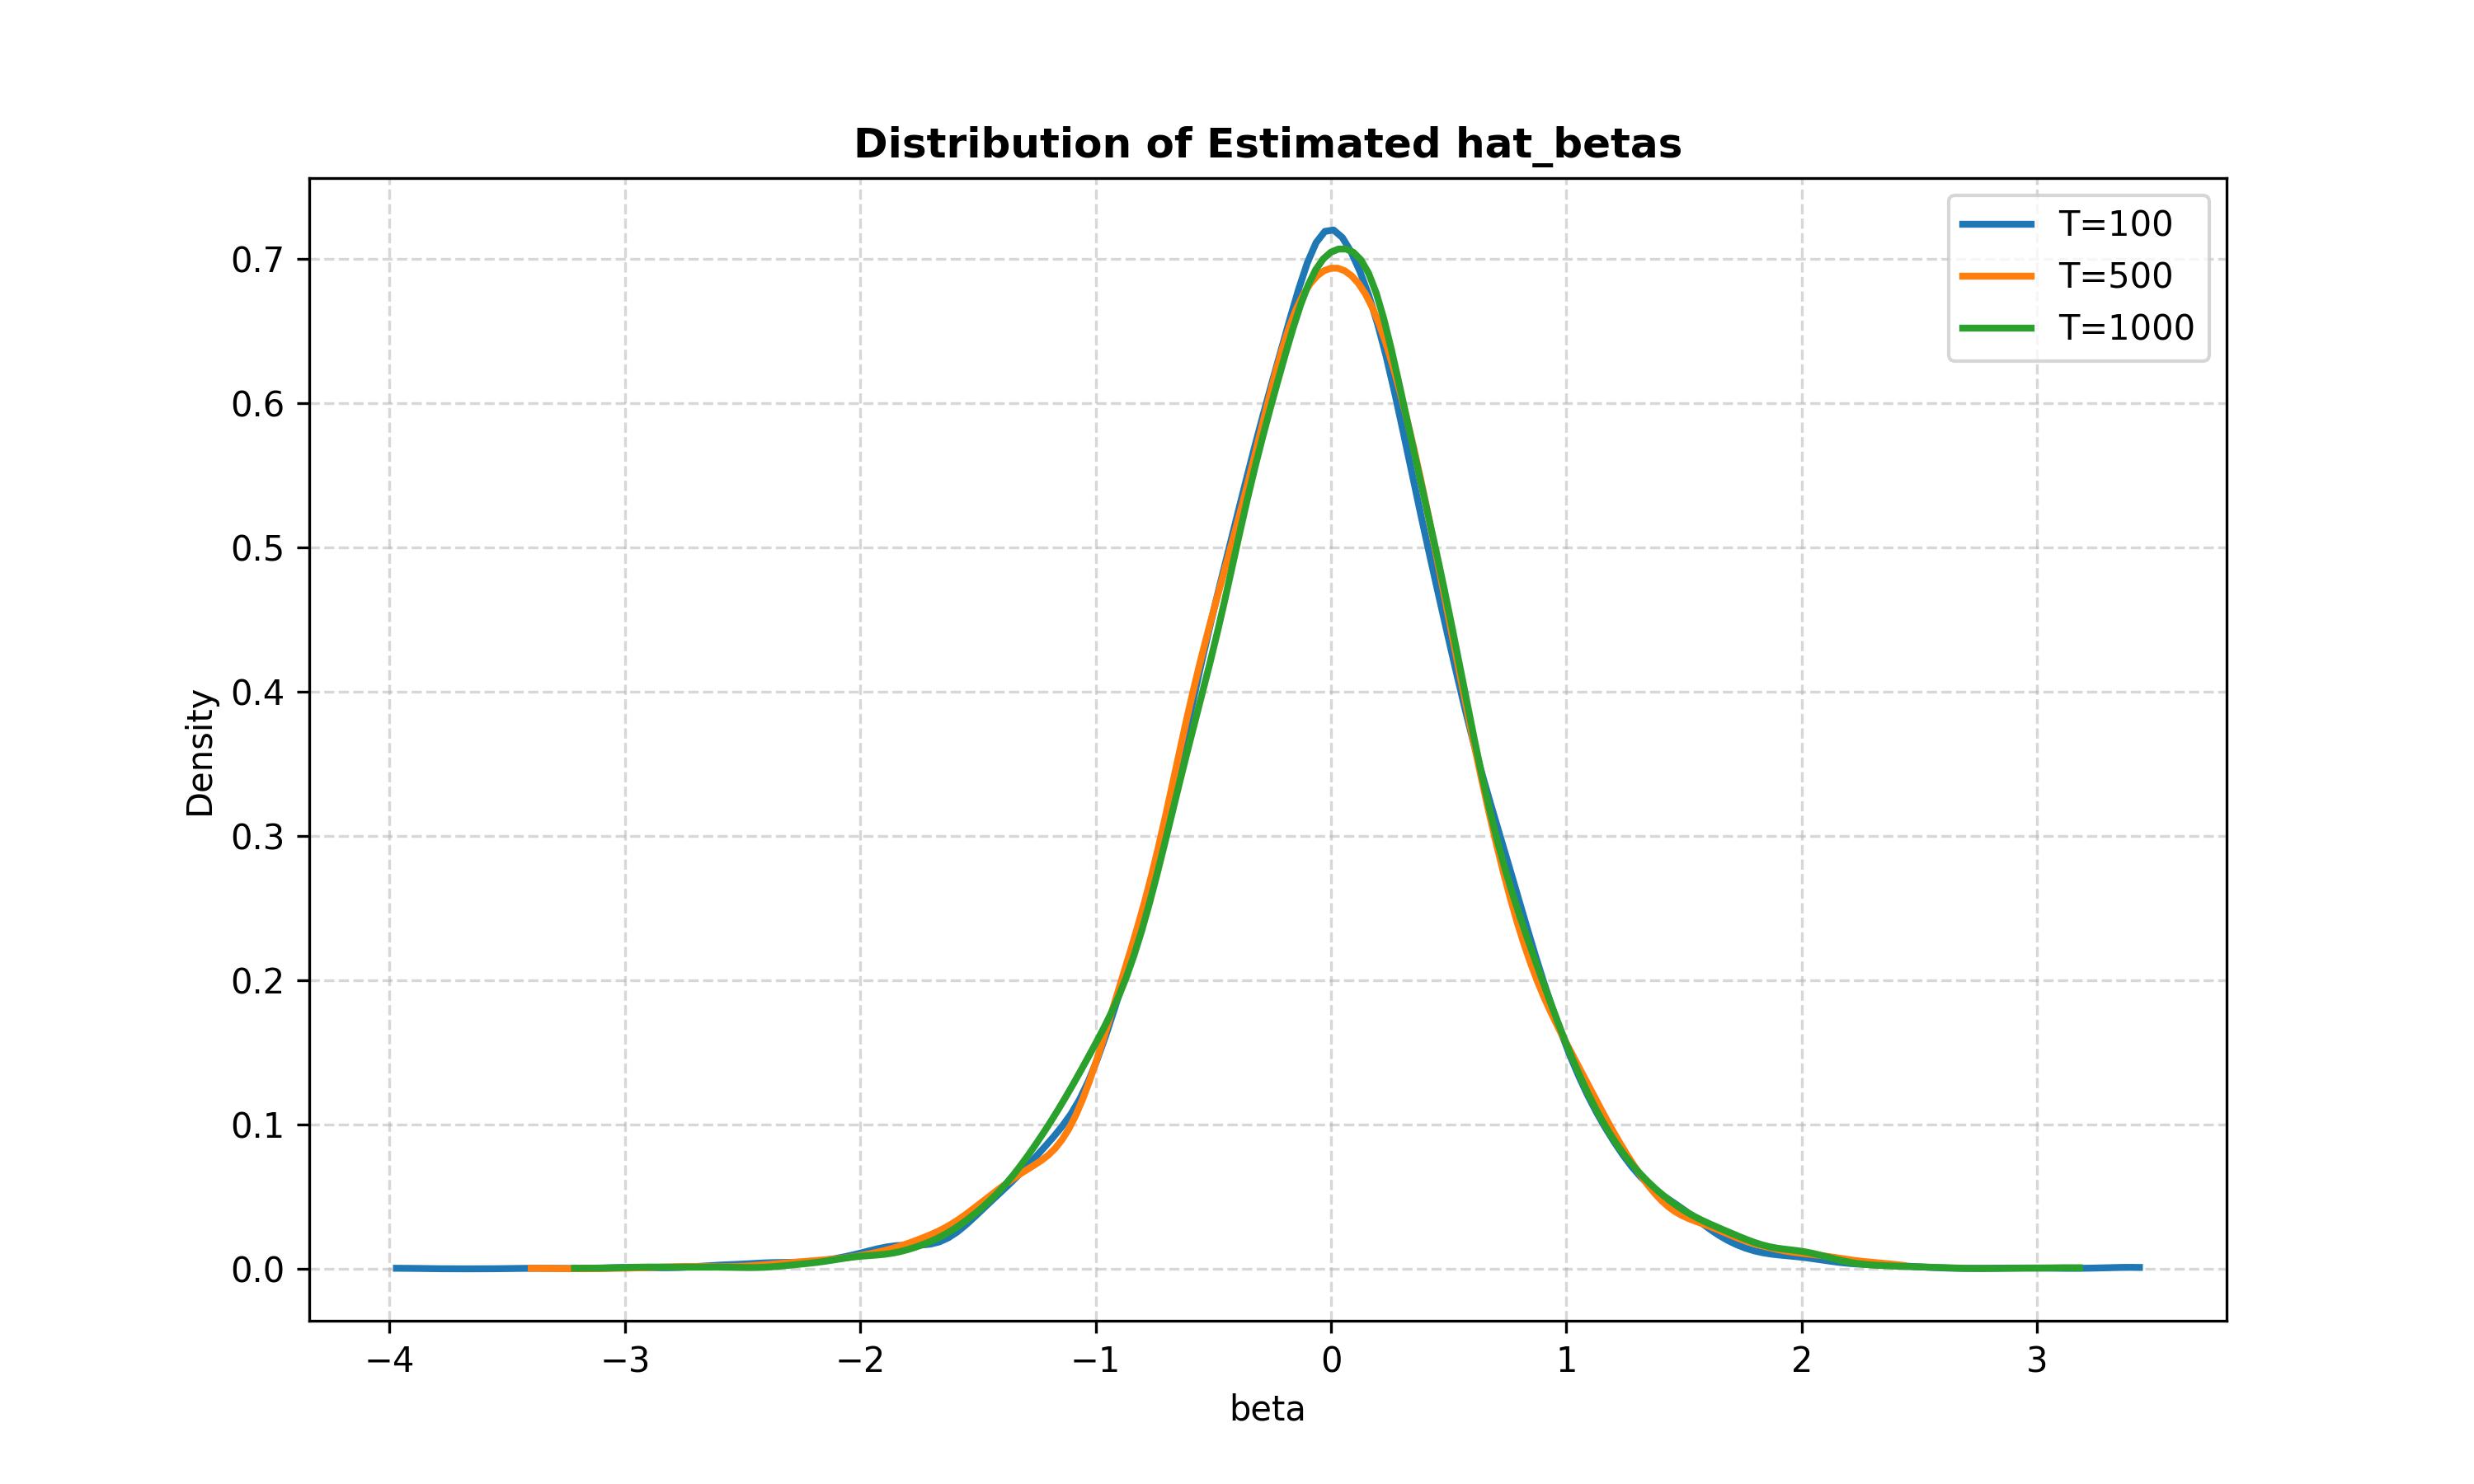 Distribution of Estimated hat_betas
T=100
T=500
T=1000
Density
0.7
0.6
0.5
0.4
0.3
0.2
0.1
0.0
−4 −3 −2 −1 0 1 2 3
beta